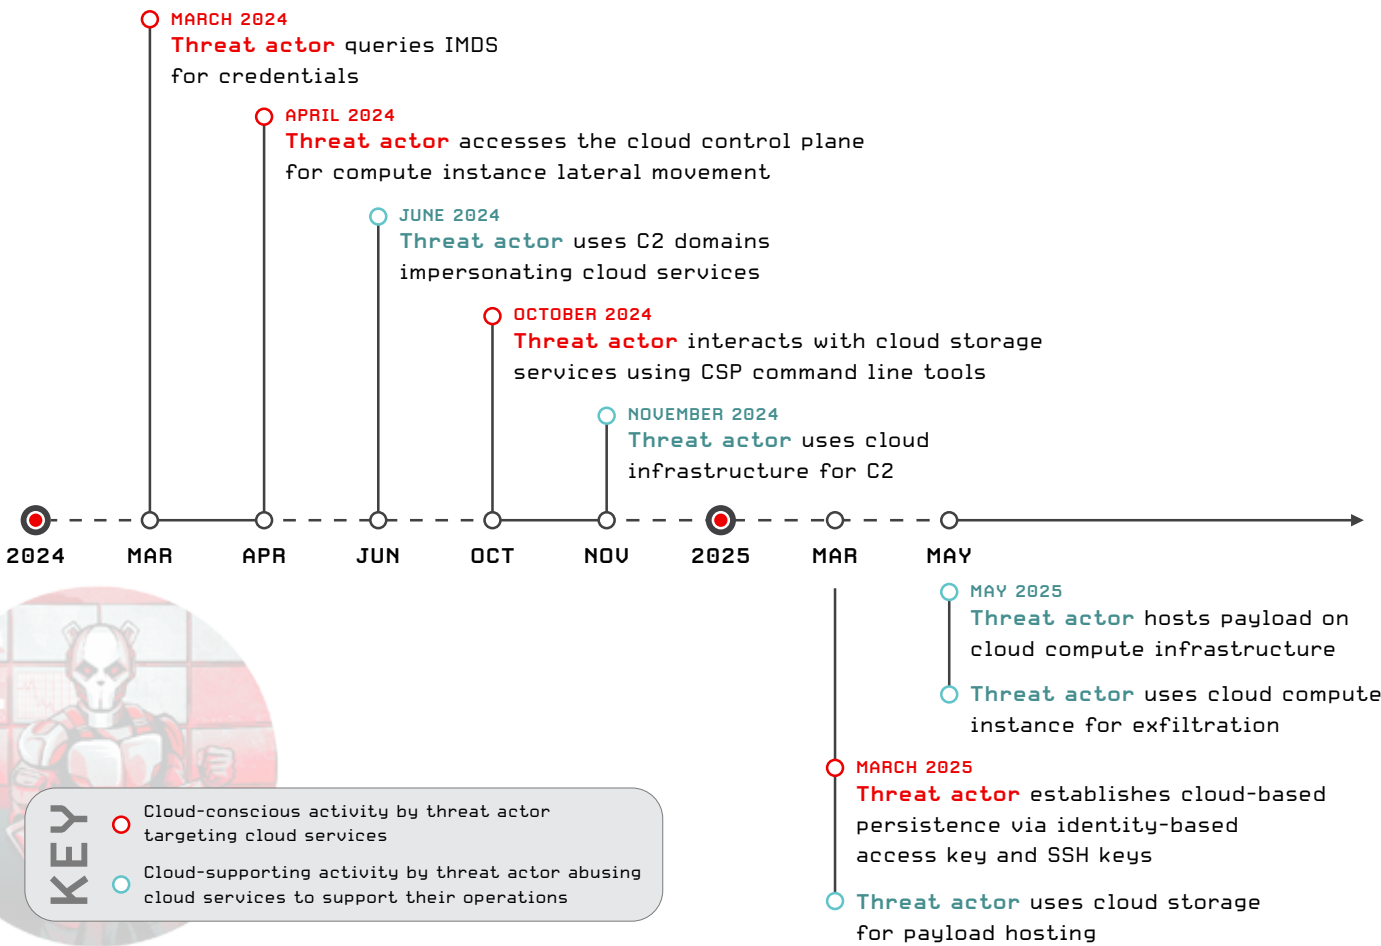 MARCH 2024
Threat actor queries IMDS
for credentials
APRIL 2024
Threat actor accesses the cloud control plane
for compute instance lateral movement
JUNE 2024
Threat actor uses C2 domains
impersonating cloud services
OCTOBER 2024
Threat actor interacts with cloud storage
services using CSP command line tools
NOVEMBER 2024
Threat actor uses cloud
infrastructure for C2
2024 MAR APR JUN OCT NOV 2025 MAR MAY
MAY 2025
Threat actor hosts payload on
cloud compute infrastructure
Threat actor uses cloud compute
instance for exfiltration
MARCH 2025
Threat actor establishes cloud-based
persistence via identity-based
access key and SSH keys
Threat actor uses cloud storage
for payload hosting
KEY
Cloud-conscious activity by threat actor
targeting cloud services
Cloud-supporting activity by threat actor abusing
cloud services to support their operations